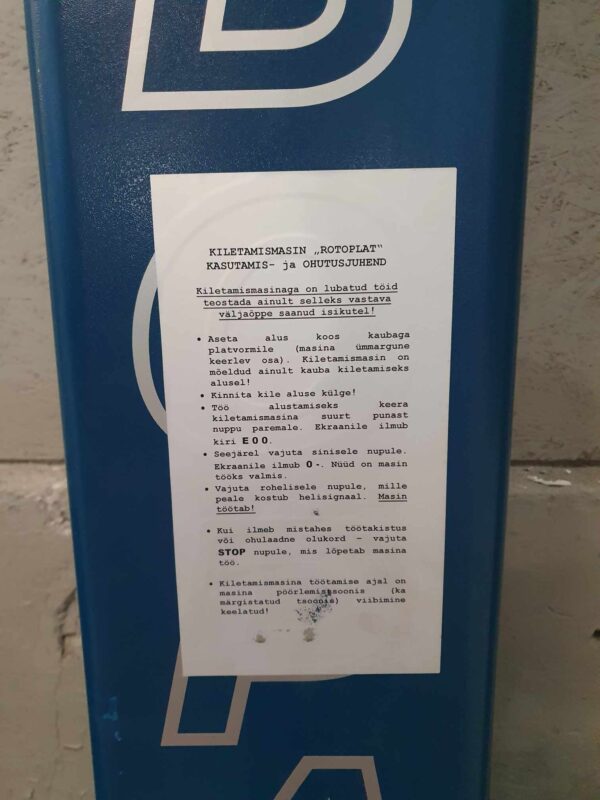 KILETAMISMASIN „ROTOPLAT"
KASUTAMIS- ja OHUTUSJUHEND
Kiletamismasinaga on lubatud töid
teostada ainult selleks vastava
väljaõppe saanud isikutel!
• Aseta alus koos kaubaga
platvormile (masina ümmargune
keerlev osa). Kiletamismasin on
mõeldud ainult kauba kiletamiseks
alusel!
• Kinnita kile aluse külge!
• Töö alustamiseks keera
kiletamismasina suurt punast
nuppu paremale. Ekraanile ilmub
kiri E00.
• Seejärel vajuta sinisele nupule.
Ekraanile ilmub 0-. Nüüd on masin
tööks valmis.
• Vajuta rohelisele nupule, mille
peale kostub helisignaal. Masin
töötab!
• Kui ilmeb mistahes töötakistus
või ohulaadne olukord – vajuta
STOP nupule, mis lõpetab masina
töö.
• Kiletamismasina töötamise ajal on
masina pöörlemistsoonis (ka
märgistatud tsoonis) viibimine
keelatud!